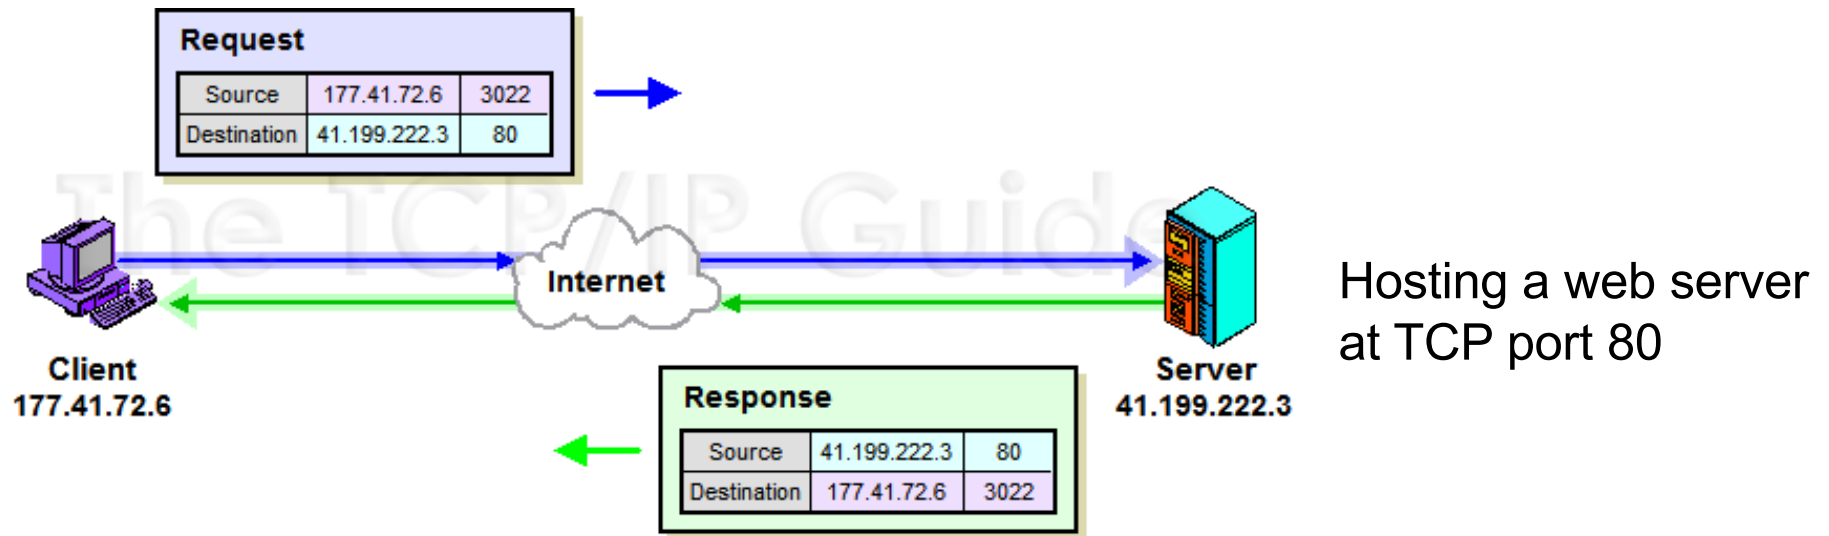 Request
Source 177.41.72.6 3022
Destination 41.199.222.3 80
The TCP/IP Guide
Internet
Client
177.41.72.6
Server
41.199.222.3
Hosting a web server
at TCP port 80
Response
Source 41.199.222.3 80
Destination 177.41.72.6 3022